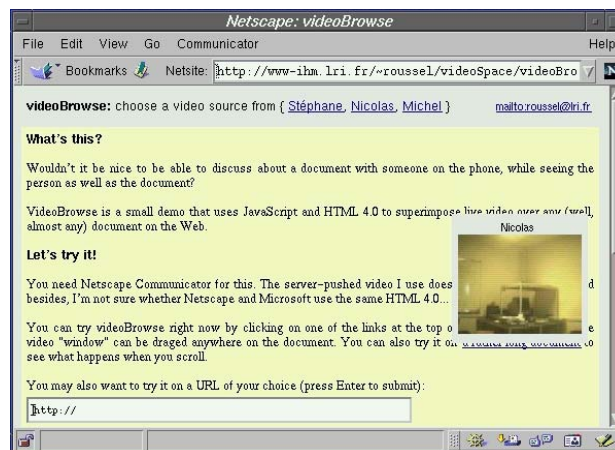 Netscape: videoBrowse
File Edit View Go Communicator Help
Bookmarks Netsite: http://www-ihm.lri.fr/~roussel/videoSpace/videoBro
videoBrowse: choose a video source from { Stéphane, Nicolas, Michel } mailto:roussel@lri.fr
What's this?
Wouldn't it be nice to be able to discuss about a document with someone on the phone, while seeing the
person as well as the document?
VideoBrowse is a small demo that uses JavaScript and HTML 4.0 to superimpose live video over any (well,
almost any) document on the Web.
Nicolas
Let's try it!
You need Netscape Communicator for this. The server-pushed video I use does
besides, I'm not sure whether Netscape and Microsoft use the same HTML 4.0...
You can try videoBrowse right now by clicking on one of the links at the top o
video "window" can be draged anywhere on the document. You can also try it on a rather long document to
see what happens when you scroll.
You may also want to try it on a URL of your choice (press Enter to submit):
http://